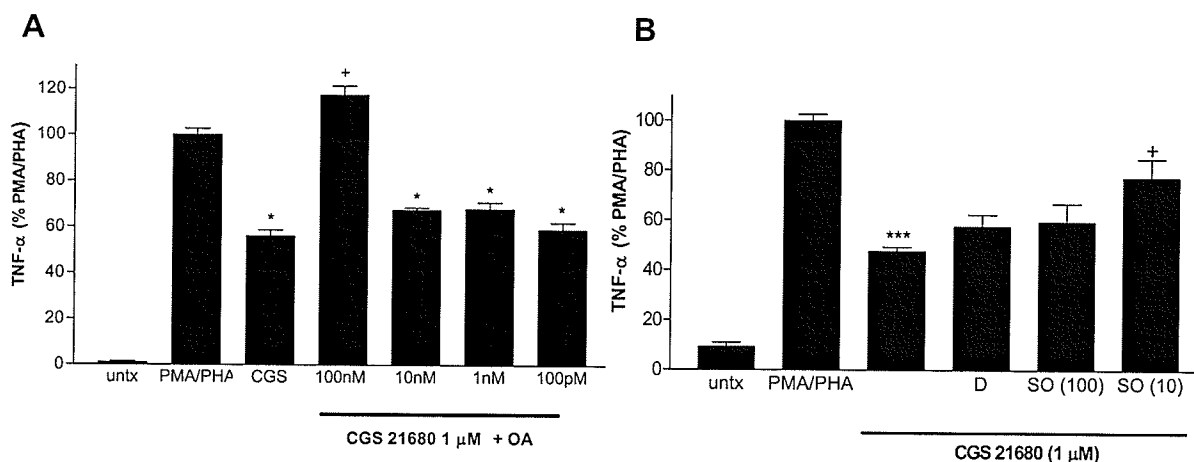 A
TNF-α (% PMA/PHA)
120
100
80
60
40
20
0
+
*
*
*
*
untx PMA/PHA CGS 100nM 10nM 1nM 100pM
CGS 21680 1 μM + OA
B
TNF-α (% PMA/PHA)
100
80
60
40
20
0
***
+
untx PMA/PHA D SO (100) SO (10)
CGS 21680 (1 μM)